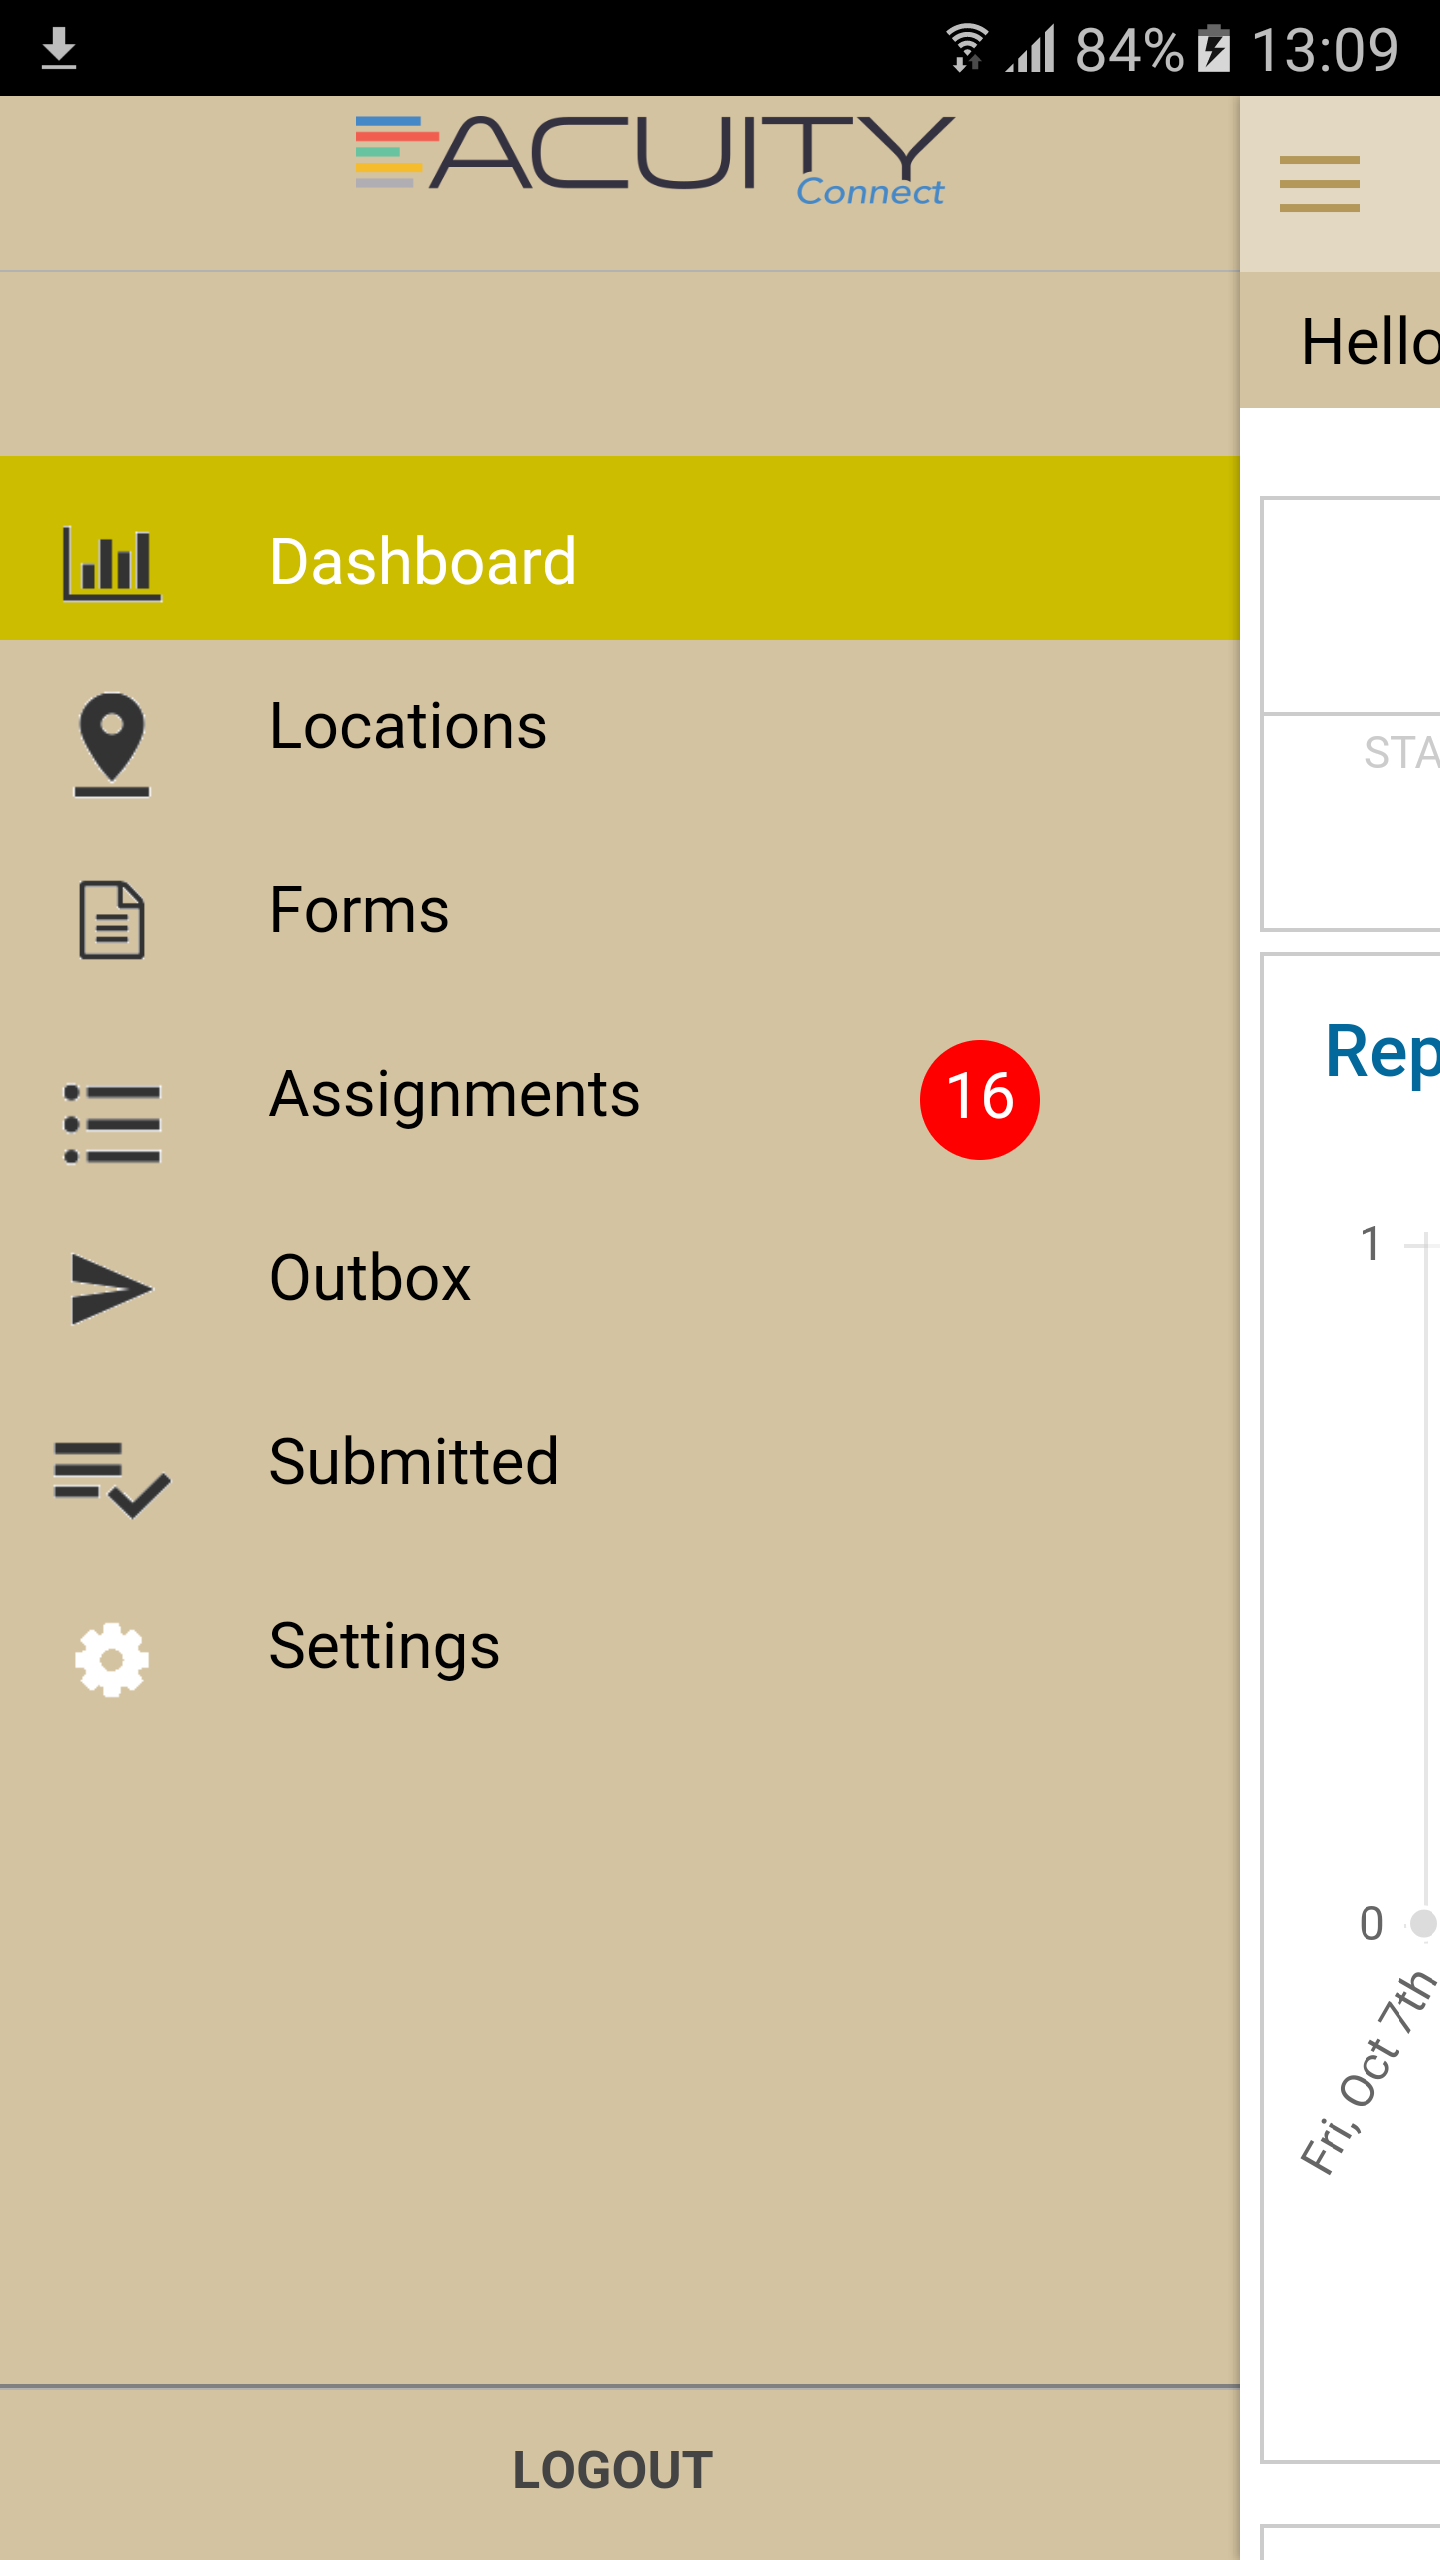 84% 13:09
ACUITY
Connect
Hello
Dashboard
Locations
STA
Forms
Rep
Assignments 16
1
Outbox
Submitted
Settings
0
Fri, Oct 7th
LOGOUT